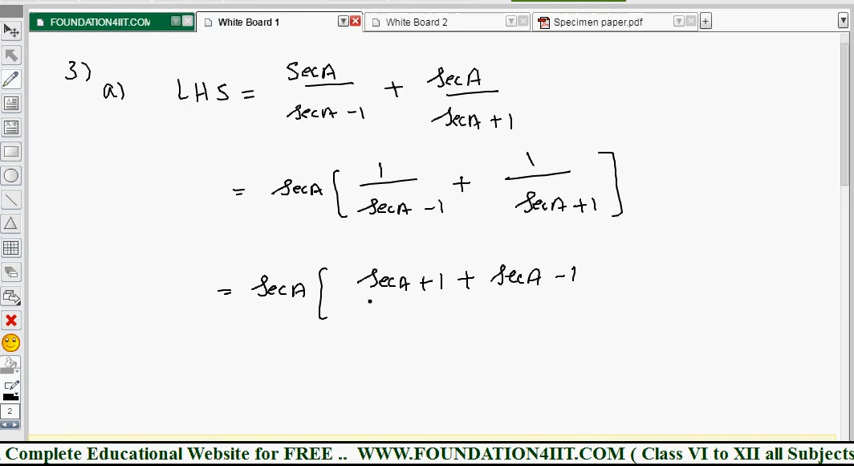 FOUNDATION4IIT.COM White Board 1 White Board 2 Specimen paper.pdf
3) a) LHS = SecA/secA-1 + secA/secA+1
= secA[1/secA-1 + 1/secA+1]
= secA[ secA+1 + secA-1
2
Complete Educational Website for FREE .. WWW.FOUNDATION4IIT.COM ( Class VI to XII all Subjects